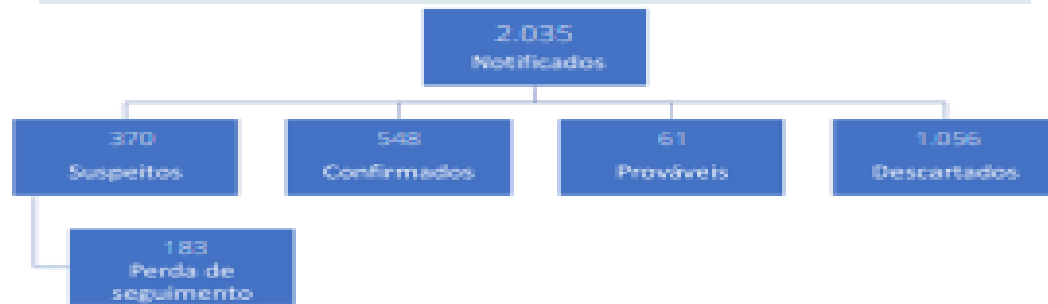 2.035
Notificados
370
Suspeitos
548
Confirmados
61
Prováveis
1.056
Descartados
183
Perda de
seguimento